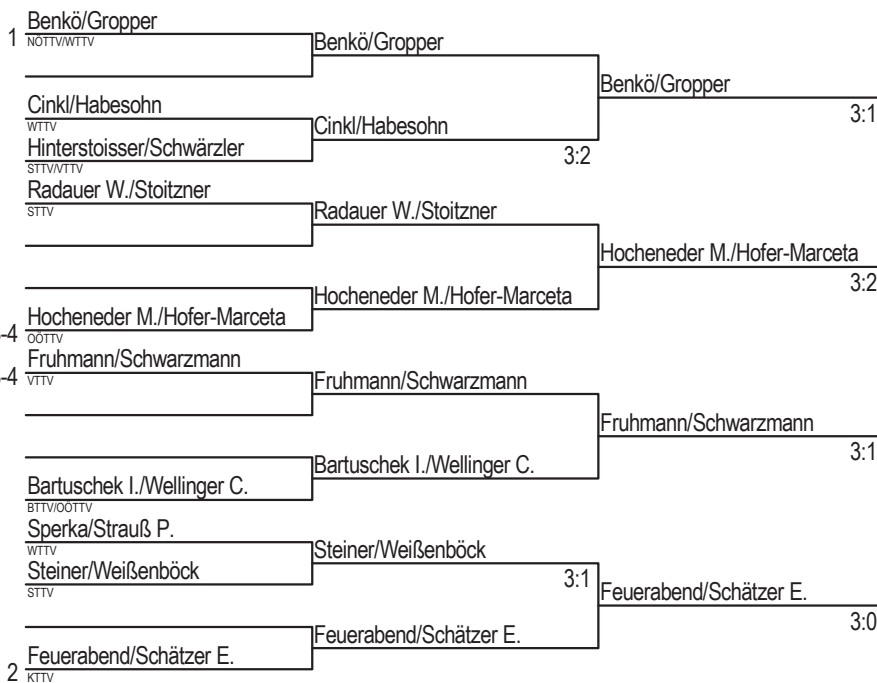 Benkö/Gropper
1 NÖTTV/WTTV
Benkö/Gropper
Benkö/Gropper
3:1
Cinkl/Habesohn
WTTV
Cinkl/Habesohn
3:2
Hinterstoisser/Schwärzler
STTV/VTTV
Radauer W./Stoitzner
STTV
Radauer W./Stoitzner
Hocheneder M./Hofer-Marceta
3:2
Hocheneder M./Hofer-Marceta
Hocheneder M./Hofer-Marceta
-4 OÖTTV
Fruhmann/Schwarzmann
-4 VTTV
Fruhmann/Schwarzmann
Fruhmann/Schwarzmann
3:1
Bartuschek I./Wellinger C.
Bartuschek I./Wellinger C.
BTTV/OÖTTV
Sperka/Strauß P.
WTTV
Steiner/Weißenböck
3:1
Steiner/Weißenböck
STTV
Feuerabend/Schätzer E.
3:0
Feuerabend/Schätzer E.
Feuerabend/Schätzer E.
2 KTTV